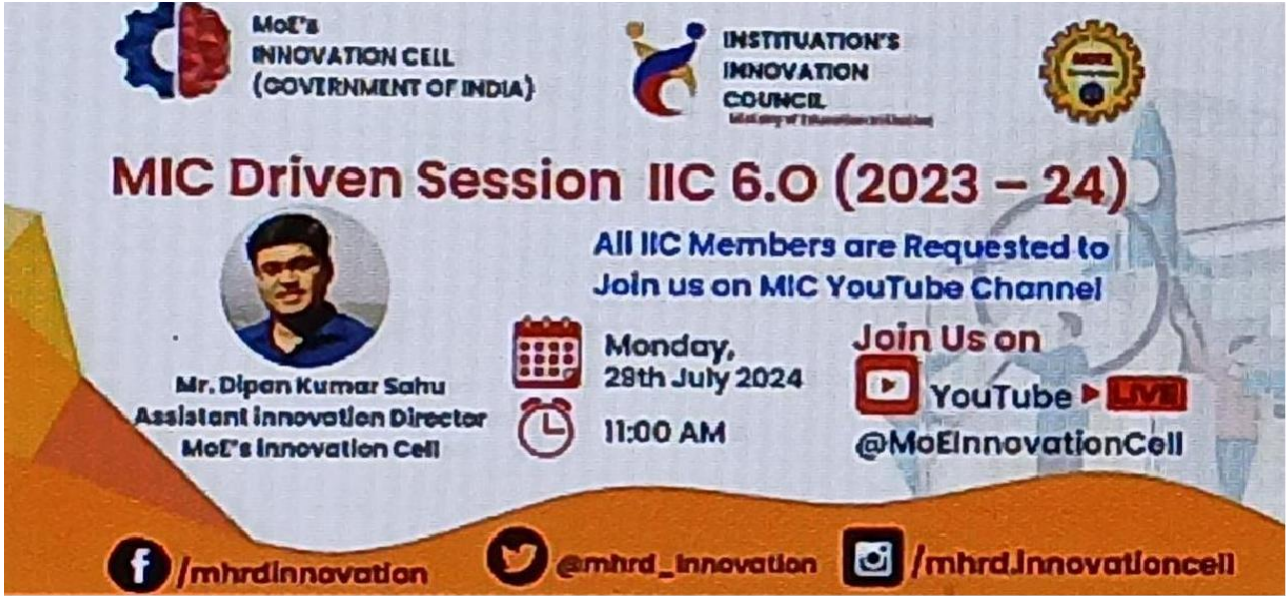 MoE's
INNOVATION CELL
(GOVERNMENT OF INDIA)
INSTITUATION'S
INNOVATION
COUNCIL
MIC Driven Session IIC 6.O (2023 – 24)
All IIC Members are Requested to
Join us on MIC YouTube Channel
Mr. Dipan Kumar Sahu
Assistant innovation Director
MoE's Innovation Cell
Monday,
29th July 2024
11:00 AM
Join Us on
YouTube LIVE
@MoEInnovationCell
/mhrdinnovation
@mhrd_innovation
/mhrd.innovationcell